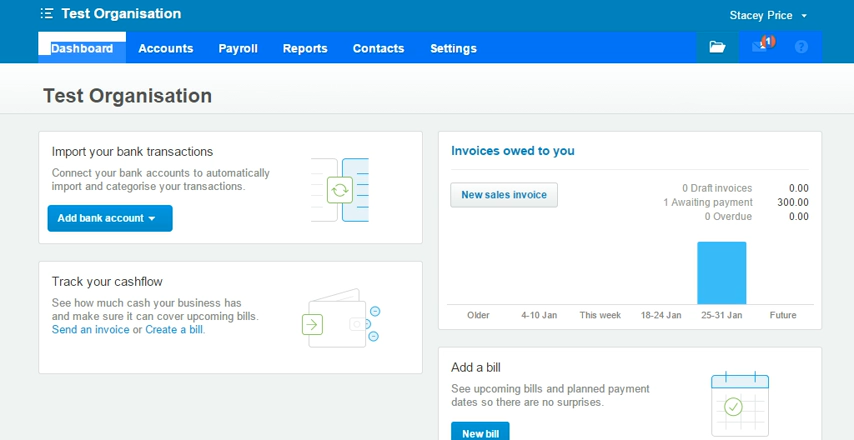 Test Organisation
Stacey Price
Dashboard Accounts Payroll Reports Contacts Settings
1
?
Test Organisation
Import your bank transactions
Connect your bank accounts to automatically
import and categorise your transactions.
Add bank account
Track your cashflow
See how much cash your business has
and make sure it can cover upcoming bills.
Send an invoice or Create a bill.
Invoices owed to you
New sales invoice
0 Draft invoices 0.00
1 Awaiting payment 300.00
0 Overdue 0.00
Older 4-10 Jan This week 18-24 Jan 25-31 Jan Future
Add a bill
See upcoming bills and planned payment
dates so there are no surprises.
New bill